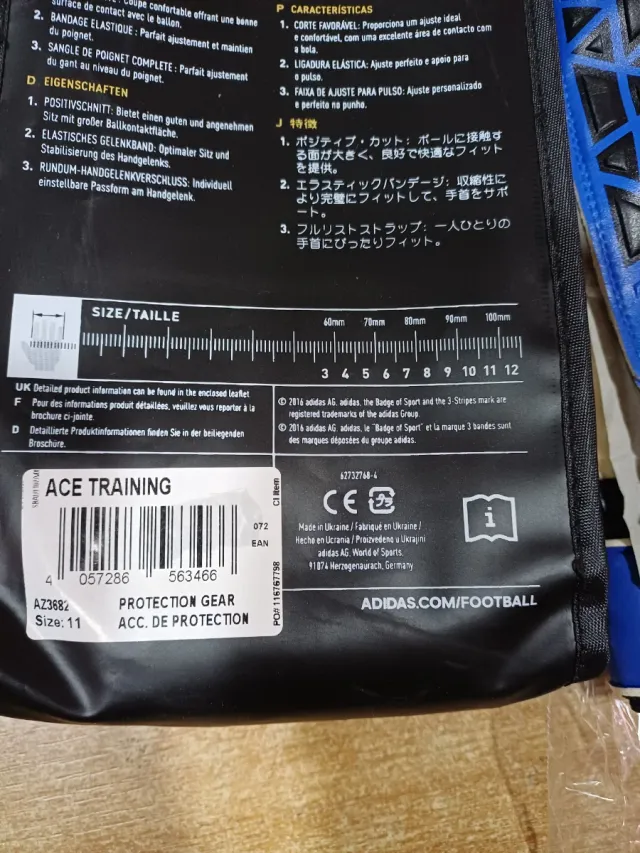 Coupe confortable offrant une bonne
surface de contact avec le ballon.
2. BANDAGE ELASTIQUE : Parfait ajustement et maintien
du poignet.
3. SANGLE DE POIGNET COMPLETE : Parfait ajustement
du gant au niveau du poignet.
D EIGENSCHAFTEN
1. POSITIVSCHNITT: Bietet einen guten und angenehmen
Sitz mit großer Ballkontaktfläche.
2. ELASTISCHES GELENKBAND: Optimaler Sitz und
Stabilisierung des Handgelenks.
3. RUNDUM-HANDGELENKVERSCHLUSS: Individuell
einstellbare Passform am Handgelenk.
P CARACTERÍSTICAS
1. CORTE FAVORÁVEL: Proporciona um ajuste ideal
e confortável, com uma excelente área de contacto com
a bola.
2. LIGADURA ELÁSTICA: Ajuste perfeito e apoio para
o pulso.
3. FAIXA DE AJUSTE PARA PULSO: Ajuste personalizado
e perfeito no punho.
J 特徴
1. ポジティブ・カット: ボールに接触す
る面が大きく、良好で快適なフィット
を提供。
2. エラスティックバンデージ: 収縮性に
より完璧にフィットして、手首をサポ
ート。
3. フルリストストラップ: 一人ひとりの
手首にぴったりフィット。
SIZE/TAILLE
60mm 70mm 80mm 90mm 100mm
3 4 5 6 7 8 9 10 11 12
UK Detailed product information can be found in the enclosed leaflet
F Pour des informations produit détaillées, veuillez vous reporter à la
brochure ci-jointe.
D Detaillierte Produktinformationen finden Sie in der beiliegenden
Broschüre.
© 2016 adidas AG. adidas, the Badge of Sport and the 3-Stripes mark are
registered trademarks of the adidas Group.
© 2016 adidas AG. adidas, le "Badge of Sport" et la marque 3 bandes sont
des marques déposées du groupe adidas.
ACE TRAINING
072
EAN
4 057286 563466
AZ3682 PROTECTION GEAR
Size: 11 ACC. DE PROTECTION
PO# 116767798
62732768-4
CE プラ
Made in Ukraine / Fabriqué en Ukraine /
Hecho en Ucrania / Proizvedeno u Ukrajini
adidas AG. World of Sports.
91074 Herzogenaurach, Germany
i
ADIDAS.COM/FOOTBALL